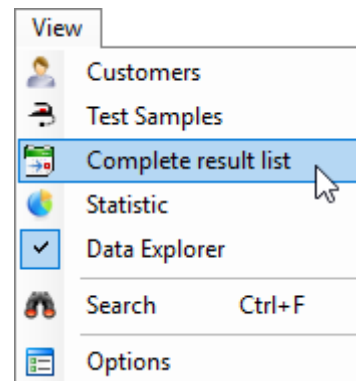 View
Customers
Test Samples
Complete result list
Statistic
Data Explorer
Search Ctrl+F
Options